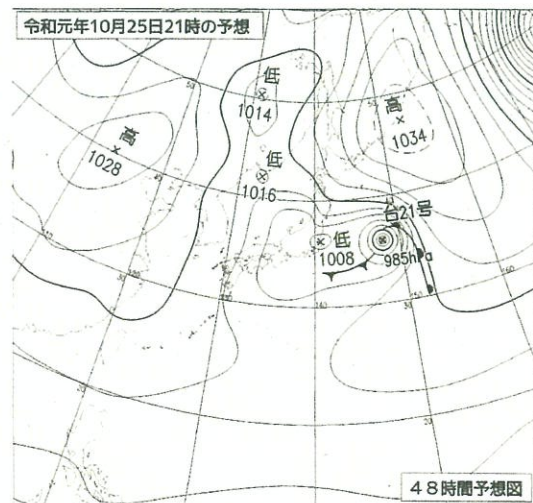 令和元年10月25日21時の予想
低
1014
高
1034
高
1028
低
1016
台21号
低
1008
985hPa
48時間予想図